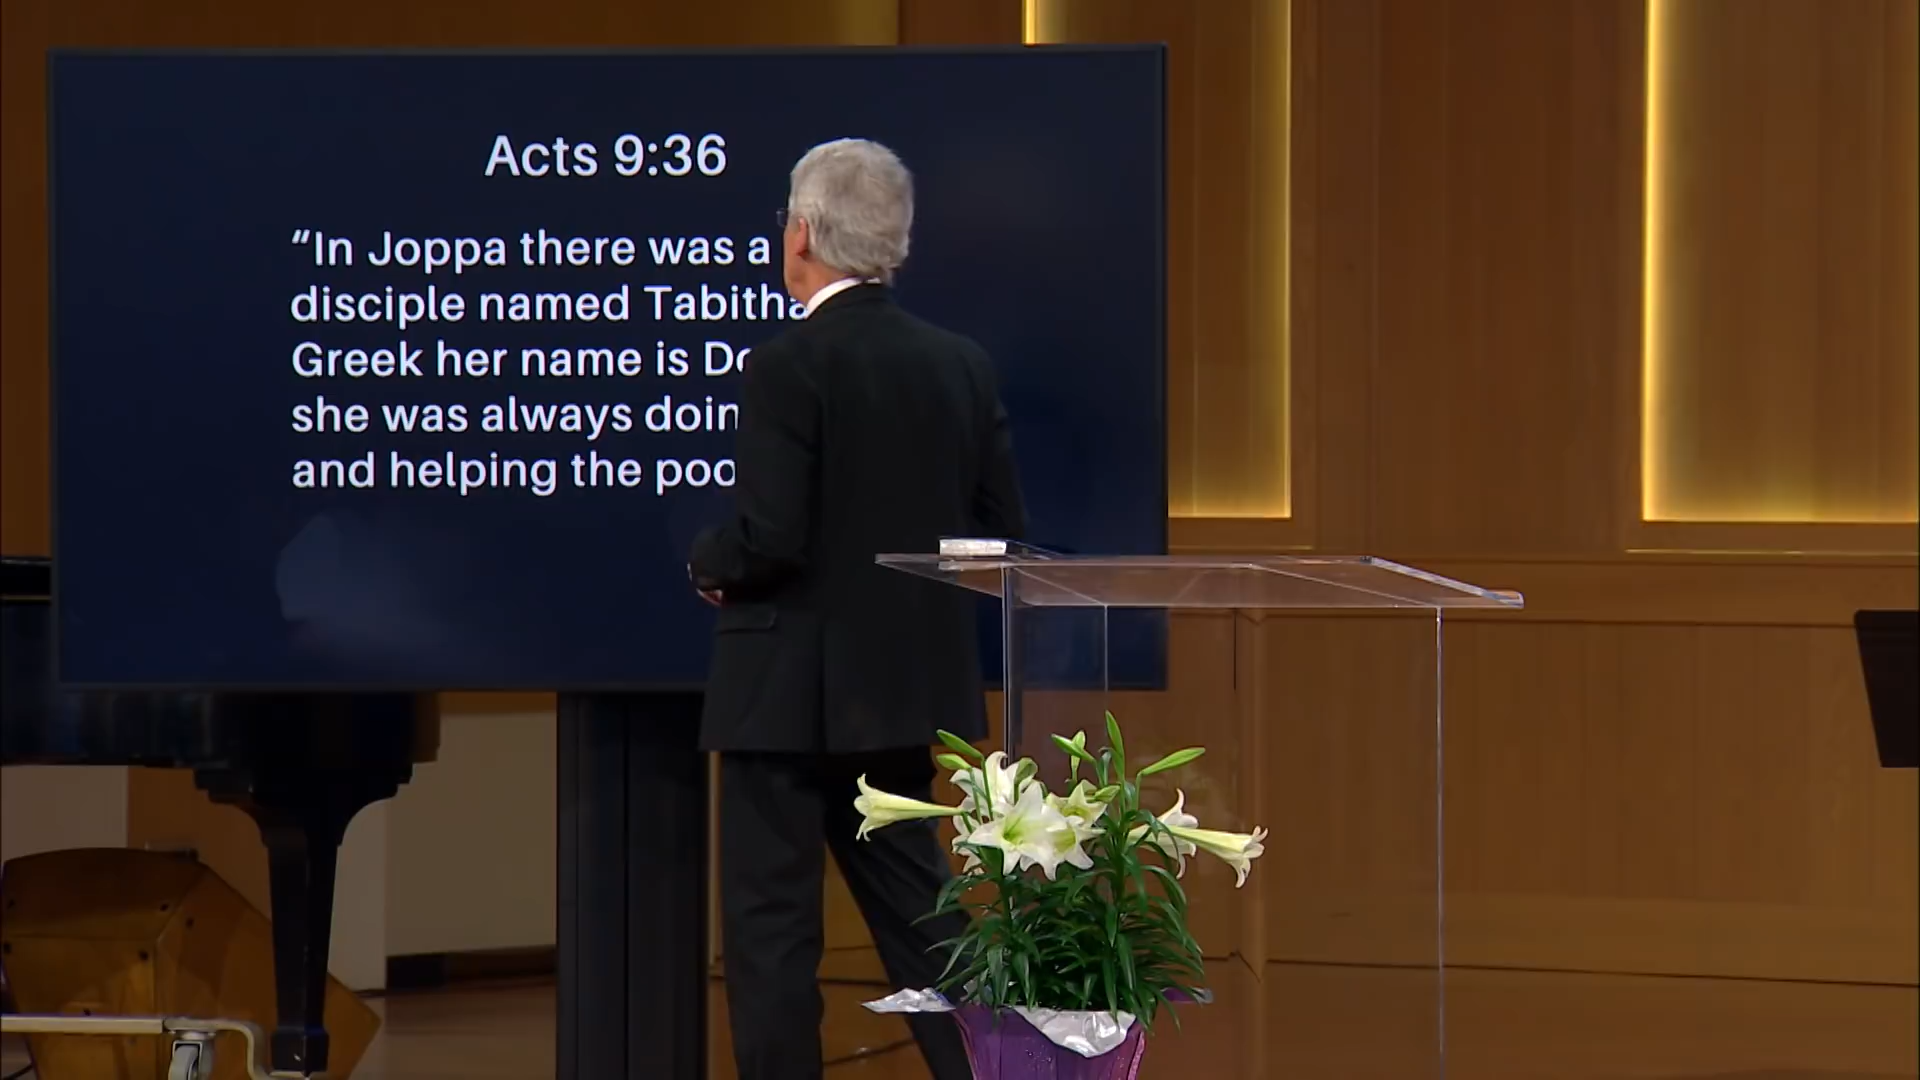 Acts 9:36
“In Joppa there was a
disciple named Tabitha
Greek her name is
she was always
and helping the